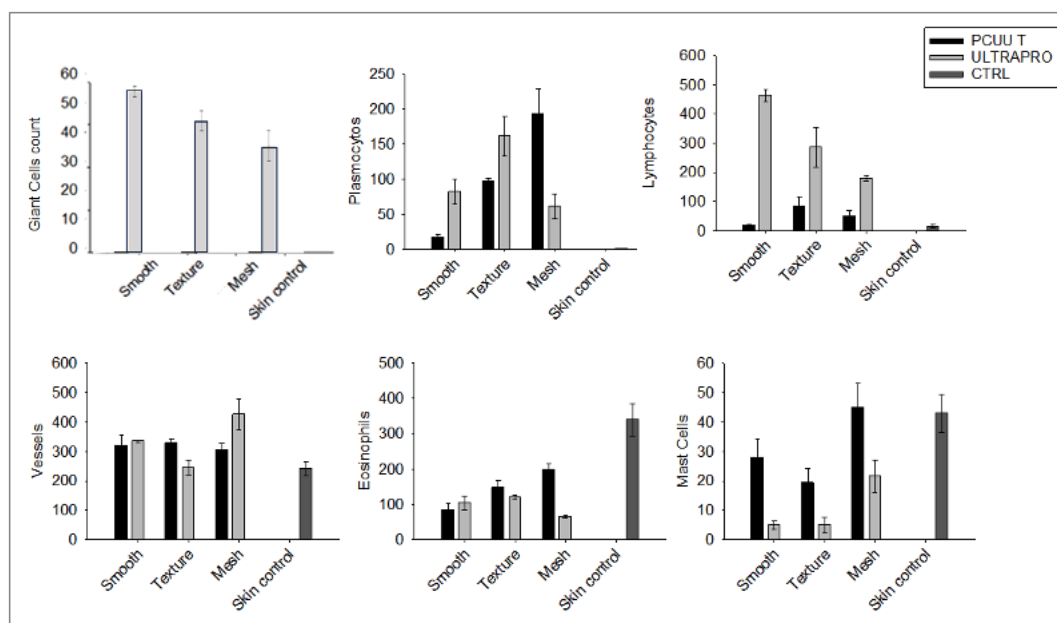 PCUU T
ULTRAPRO
CTRL
Giant Cells count
60
50
60
30
20
10
0
Smooth
Texture
Mesh
Skin control
Plasmocytos
250
200
150
100
50
0
Smooth
Texture
Mesh
Skin control
Lymphocytes
600
500
400
300
200
100
0
Smooth
Texture
Mesh
Skin control
Vessels
600
500
400
300
200
100
0
Smooth
Texture
Mesh
Skin control
Eosinophils
500
400
300
200
100
0
Smooth
Texture
Mesh
Skin control
Mast Cells
60
50
40
30
20
10
0
Smooth
Texture
Mesh
Skin control